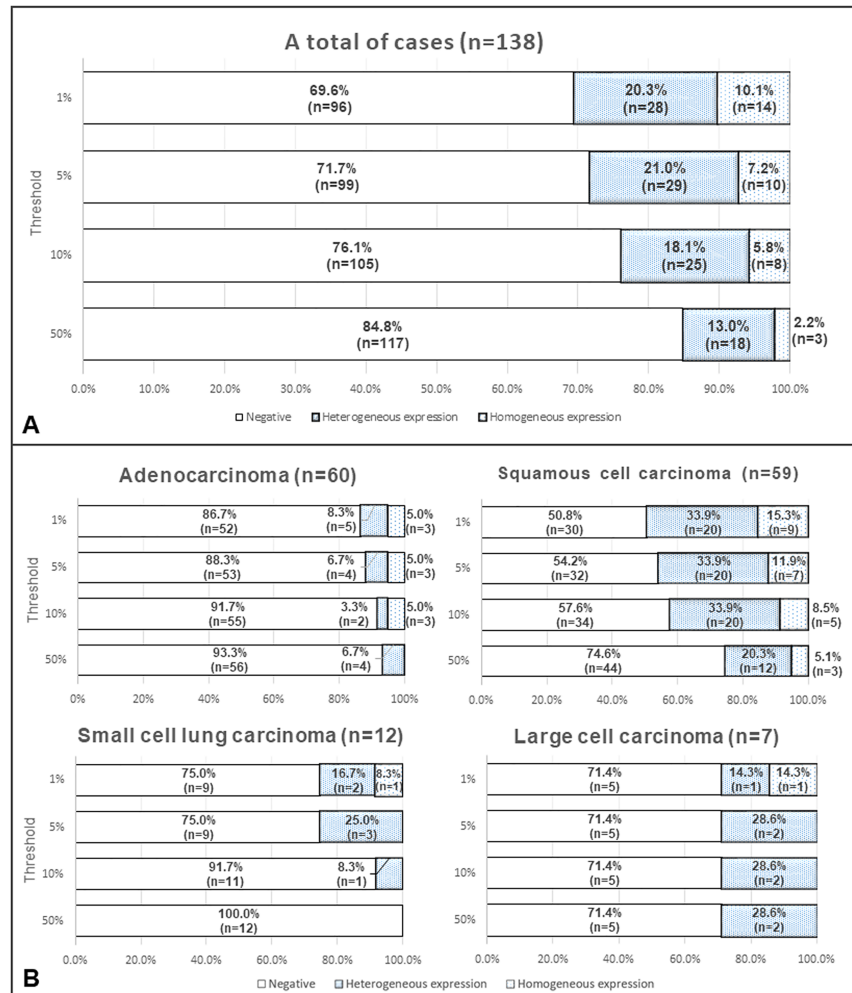 A total of cases (n=138)
Threshold
1%
69.6%
(n=96)
20.3%
(n=28)
10.1%
(n=14)
5%
71.7%
(n=99)
21.0%
(n=29)
7.2%
(n=10)
10%
76.1%
(n=105)
18.1%
(n=25)
5.8%
(n=8)
50%
84.8%
(n=117)
13.0%
(n=18)
2.2%
(n=3)
0.0% 10.0% 20.0% 30.0% 40.0% 50.0% 60.0% 70.0% 80.0% 90.0% 100.0%
Negative Heterogeneous expression Homogeneous expression
A
Adenocarcinoma (n=60)
Threshold
1%
86.7%
(n=52)
8.3%
(n=5)
5.0%
(n=3)
5%
88.3%
(n=53)
6.7%
(n=4)
5.0%
(n=3)
10%
91.7%
(n=55)
3.3%
(n=2)
5.0%
(n=3)
50%
93.3%
(n=56)
6.7%
(n=4)
0% 20% 40% 60% 80% 100%
Squamous cell carcinoma (n=59)
1%
50.8%
(n=30)
33.9%
(n=20)
15.3%
(n=9)
5%
54.2%
(n=32)
33.9%
(n=20)
11.9%
(n=7)
10%
57.6%
(n=34)
33.9%
(n=20)
8.5%
(n=5)
50%
74.6%
(n=44)
20.3%
(n=12)
5.1%
(n=3)
0.0% 20.0% 40.0% 60.0% 80.0% 100.0%
Small cell lung carcinoma (n=12)
Threshold
1%
75.0%
(n=9)
16.7%
(n=2)
8.3%
(n=1)
5%
75.0%
(n=9)
25.0%
(n=3)
10%
91.7%
(n=11)
8.3%
(n=1)
50%
100.0%
(n=12)
0.0% 20.0% 40.0% 60.0% 80.0% 100.0%
Large cell carcinoma (n=7)
1%
71.4%
(n=5)
14.3%
(n=1)
14.3%
(n=1)
5%
71.4%
(n=5)
28.6%
(n=2)
10%
71.4%
(n=5)
28.6%
(n=2)
50%
71.4%
(n=5)
28.6%
(n=2)
0.0% 20.0% 40.0% 60.0% 80.0% 100.0%
Negative Heterogeneous expression Homogeneous expression
B